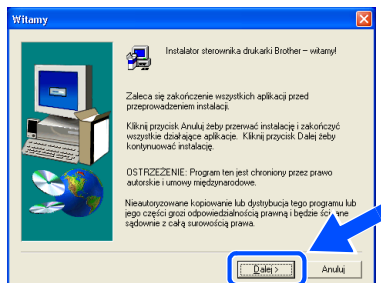 Witamy
Instalator sterownika drukarki Brother – witamy!
Zaleca się zakończenie wszystkich aplikacji przed
przeprowadzeniem instalacji.
Kliknij przycisk Anuluj żeby przerwać instalację i zakończyć
wszystkie działające aplikacje. Kliknij przycisk Dalej żeby
kontynuować instalację.
OSTRZEŻENIE: Program ten jest chroniony przez prawo
autorskie i umowy międzynarodowe.
Nieautoryzowane kopiowanie lub dystrybucja tego programu lub
jego części grozi odpowiedzialnością prawną i będzie
sądownie z całą surowością prawa.
Dalej >
Anuluj